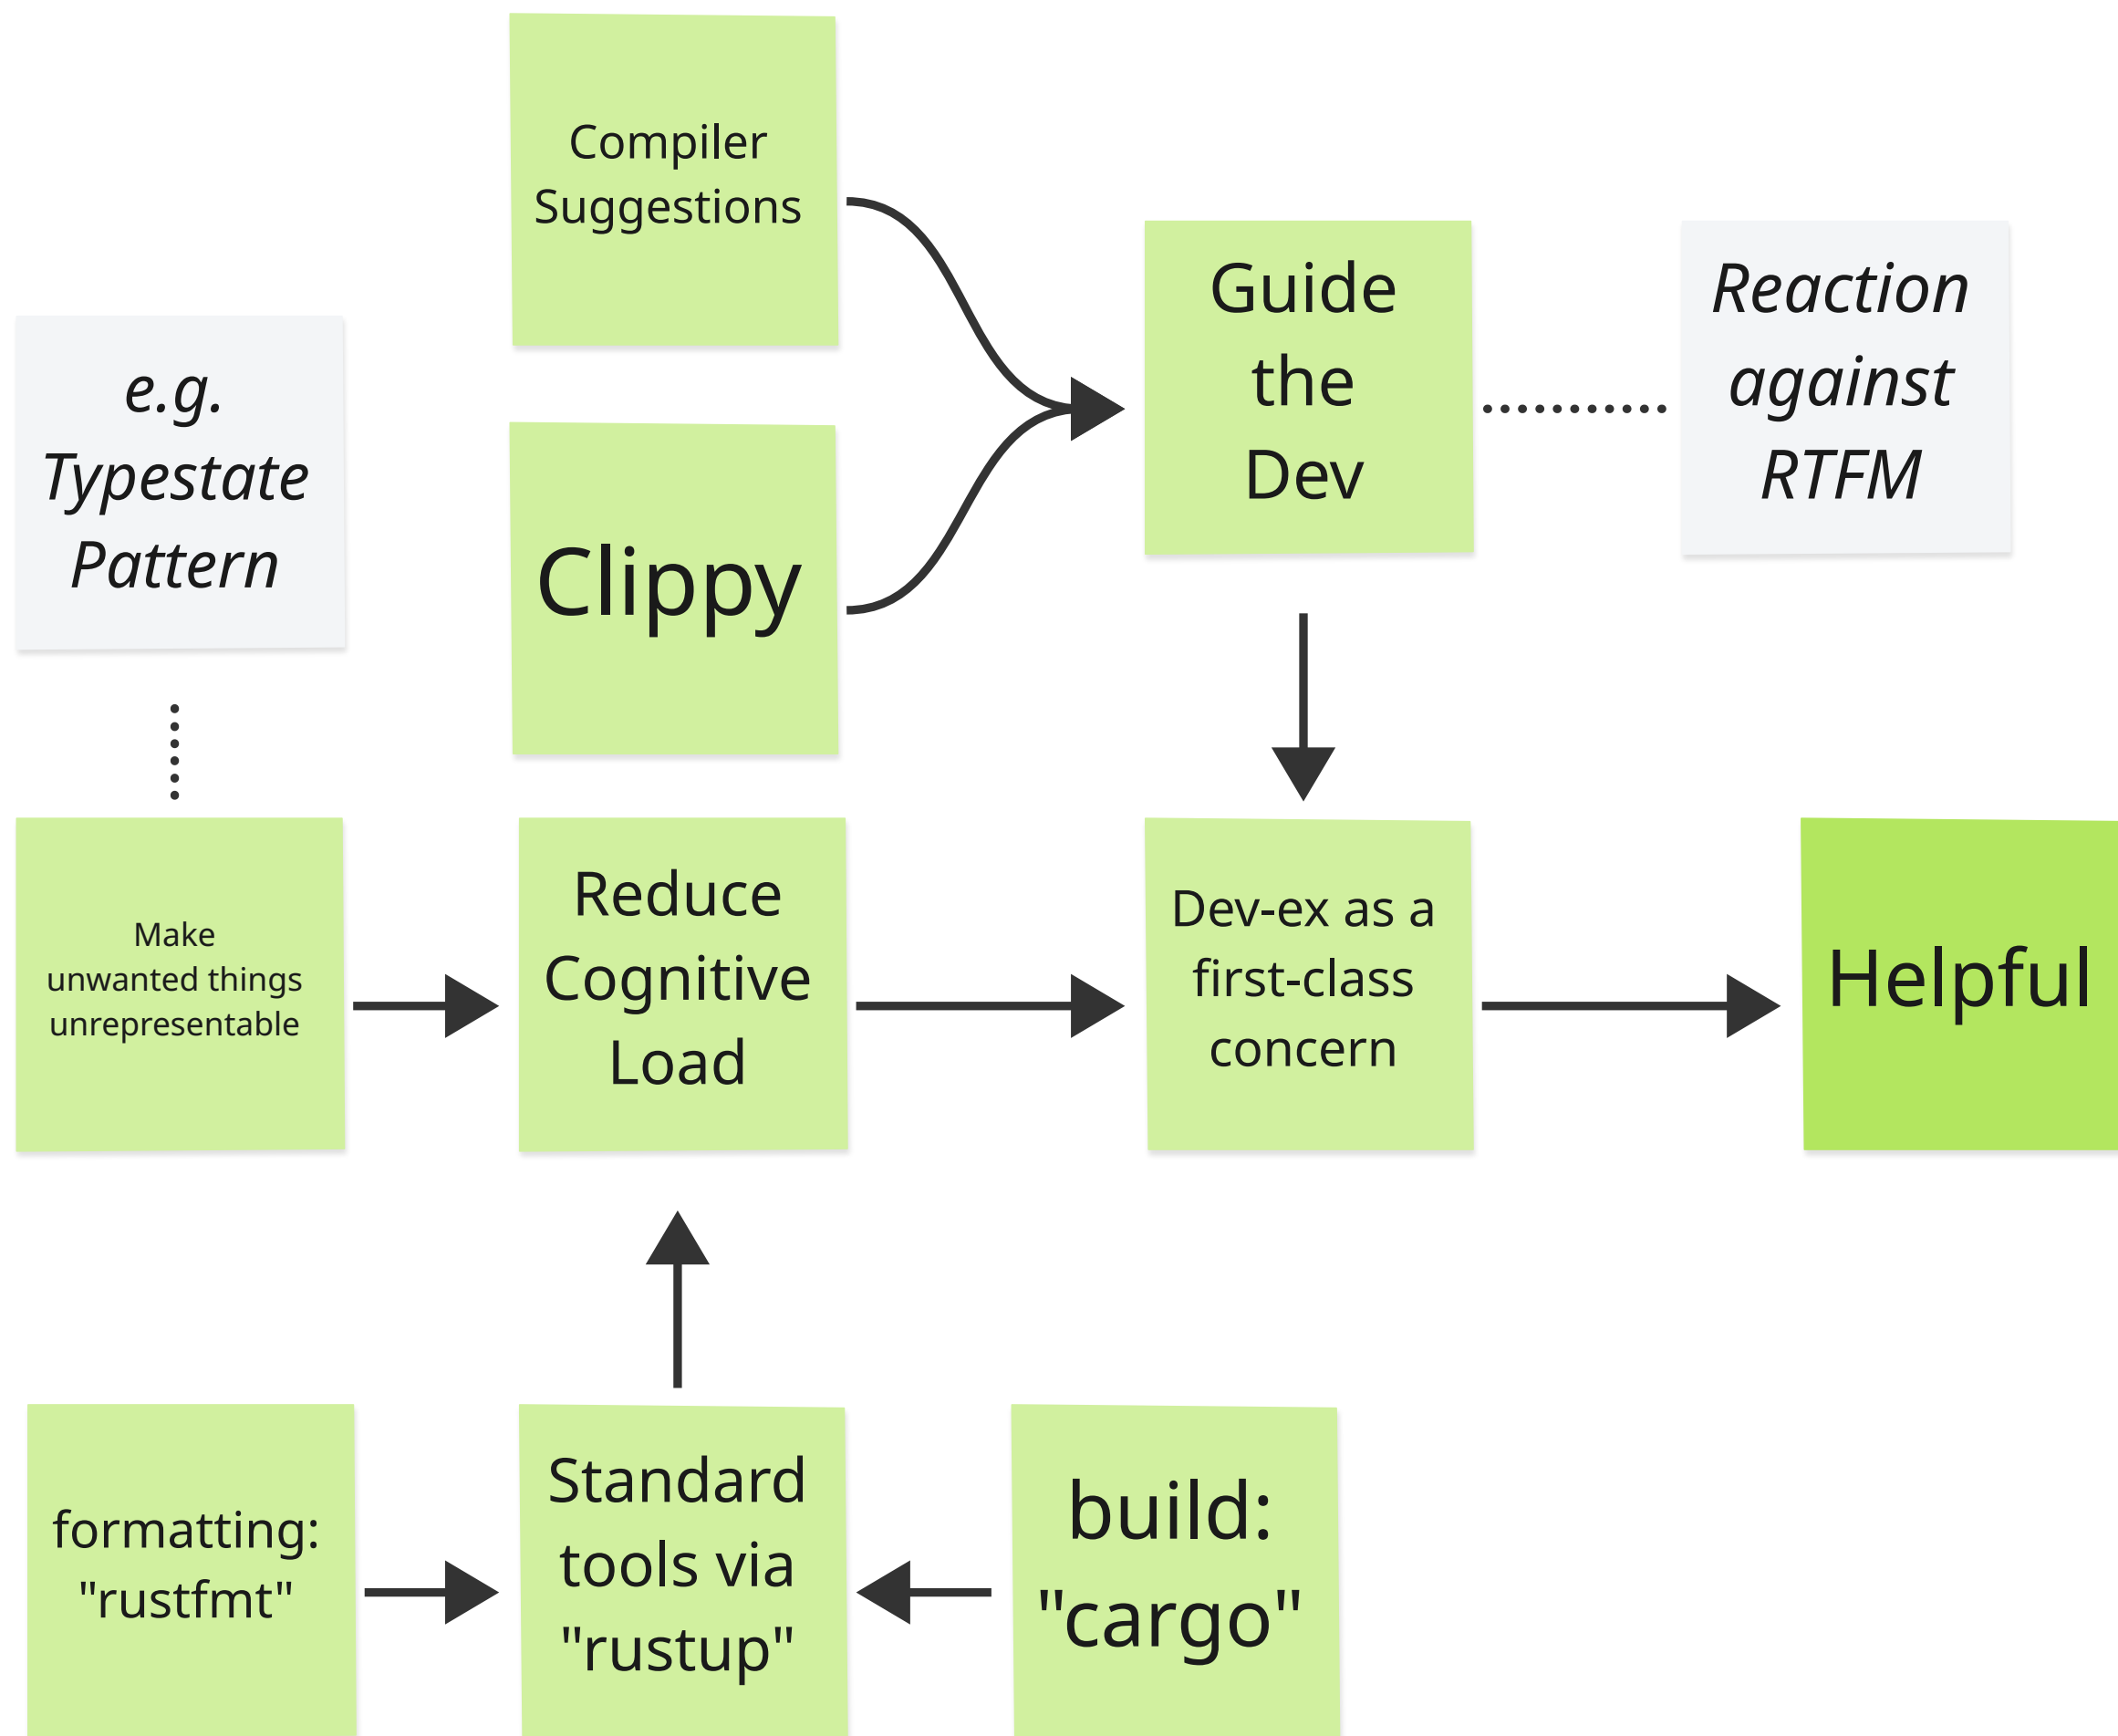 Compiler
Suggestions
Guide
the
Dev
Reaction
against
RTFM
e.g.
Typestate
Pattern
Clippy
Make
unwanted things
unrepresentable
Reduce
Cognitive
Load
Dev-ex as a
first-class
concern
Helpful
formatting:
"rustfmt"
Standard
tools via
"rustup"
build:
"cargo"